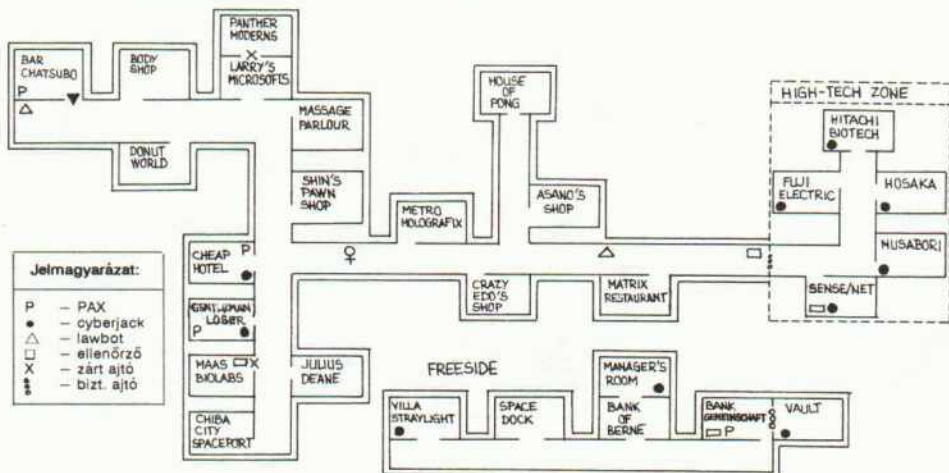 PANTHER
MODERNS
X
LARRY'S
MICROSOFTS
BAR
CHATSUBO
P
BODY
SHOP
MASSAGE
PARLOUR
DONUT
WORLD
SHIN'S
PAWN
SHOP
HOUSE
OF
PONG
METRO
HOLOGRAFIX
ASANO'S
SHOP
HIGH-TECH ZONE
HITACHI
BIOTECH
FUJI
ELECTRIC
HOSAKA
MUSABORI
SENSE/NET
CHEAP
HOTEL
P
CRAZY
EDO'S
SHOP
MATRIX
RESTAURANT
LOSER
P
MAAS
BIOLABS
X
JULIUS
DEANE
CHIBA
CITY
SPACEPORT
Jelmagyarázat:
P – PAX
– cyberjack
– lawbot
– ellenőrző
X – zárt ajtó
– bizt. ajtó
FREESIDE
VILLA
STRAYLIGHT
SPACE
DOCK
MANAGER'S
ROOM
BANK
OF
BERNE
BANK
GEMEINSCHAFT
P
VAULT